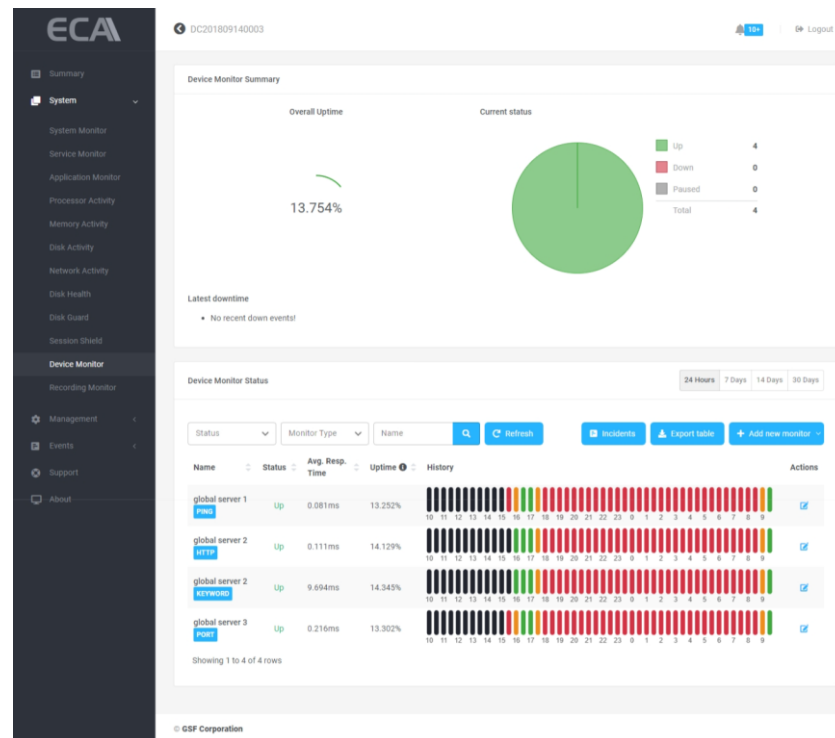 ECA
DC201809140003
10+
Logout
Summary
System
System Monitor
Service Monitor
Application Monitor
Processor Activity
Memory Activity
Disk Activity
Network Activity
Disk Health
Disk Guard
Session Shield
Device Monitor
Recording Monitor
Management
Events
Support
About
Device Monitor Summary
Overall Uptime
13.754%
Current status
Up 4
Down 0
Paused 0
Total 4
Latest downtime
No recent down events!
Device Monitor Status
24 Hours 7 Days 14 Days 30 Days
Status Monitor Type Name Refresh Incidents Export table Add new monitor
Name Status Avg. Resp. Time Uptime History Actions
global server 1
PING
Up 0.081ms 13.252%
10 11 12 13 14 15 16 17 18 19 20 21 22 23 0 1 2 3 4 5 6 7 8 9
global server 2
HTTP
Up 0.111ms 14.129%
10 11 12 13 14 15 16 17 18 19 20 21 22 23 0 1 2 3 4 5 6 7 8 9
global server 2
KEYWORD
Up 9.694ms 14.345%
10 11 12 13 14 15 16 17 18 19 20 21 22 23 0 1 2 3 4 5 6 7 8 9
global server 3
PORT
Up 0.216ms 13.302%
10 11 12 13 14 15 16 17 18 19 20 21 22 23 0 1 2 3 4 5 6 7 8 9
Showing 1 to 4 of 4 rows
© GSF Corporation